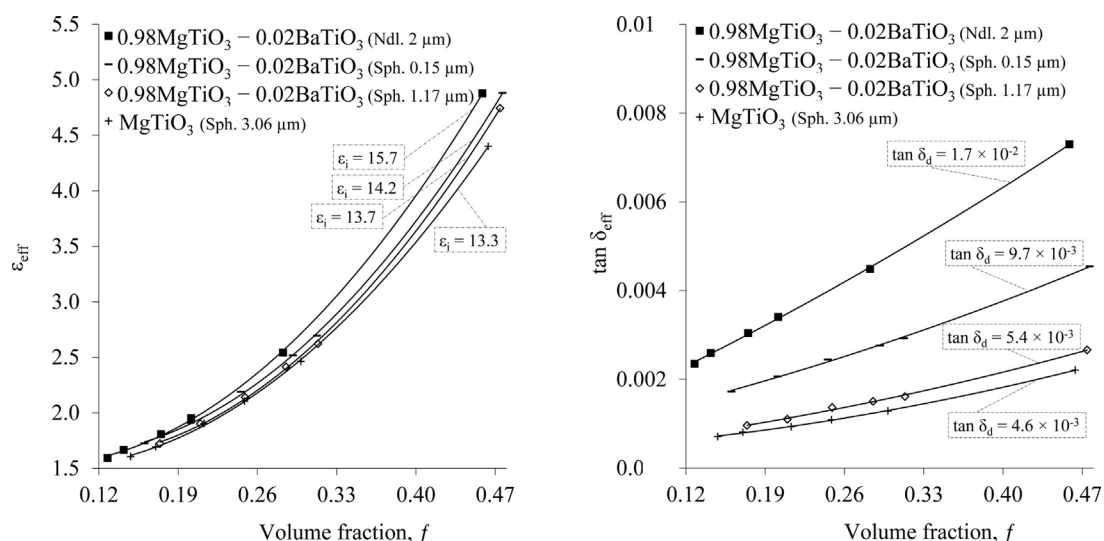 5.5
5.0
4.5
4.0
3.5
3.0
2.5
2.0
1.5
ε_eff
0.98MgTiO₃ − 0.02BaTiO₃ (Ndl. 2 µm)
0.98MgTiO₃ − 0.02BaTiO₃ (Sph. 0.15 µm)
0.98MgTiO₃ − 0.02BaTiO₃ (Sph. 1.17 µm)
MgTiO₃ (Sph. 3.06 µm)
εᵢ = 15.7
εᵢ = 14.2
εᵢ = 13.7
εᵢ = 13.3
0.12 0.19 0.26 0.33 0.40 0.47
Volume fraction, f
0.01
0.008
0.006
0.004
0.002
0.0
tan δ_eff
0.98MgTiO₃ − 0.02BaTiO₃ (Ndl. 2 µm)
0.98MgTiO₃ − 0.02BaTiO₃ (Sph. 0.15 µm)
0.98MgTiO₃ − 0.02BaTiO₃ (Sph. 1.17 µm)
MgTiO₃ (Sph. 3.06 µm)
tan δ_d = 1.7 × 10⁻²
tan δ_d = 9.7 × 10⁻³
tan δ_d = 5.4 × 10⁻³
tan δ_d = 4.6 × 10⁻³
0.12 0.19 0.26 0.33 0.40 0.47
Volume fraction, f